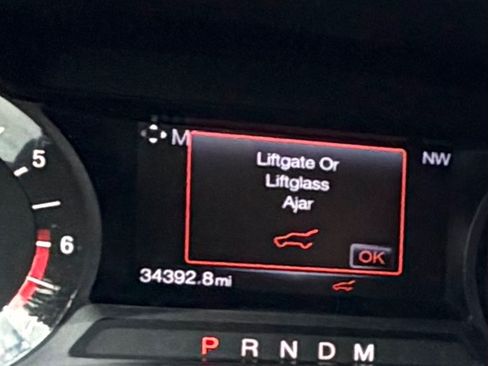 5
6
M
NW
Liftgate Or
Liftglass
Ajar
OK
34392.8mi
P R N D M